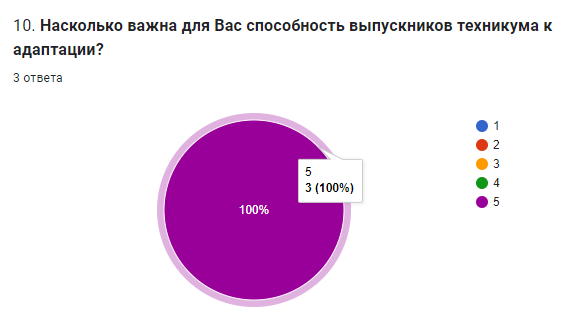 10. Насколько важна для Вас способность выпускников техникума к
адаптации?
3 ответа
5
3 (100%)
100%
1
2
3
4
5